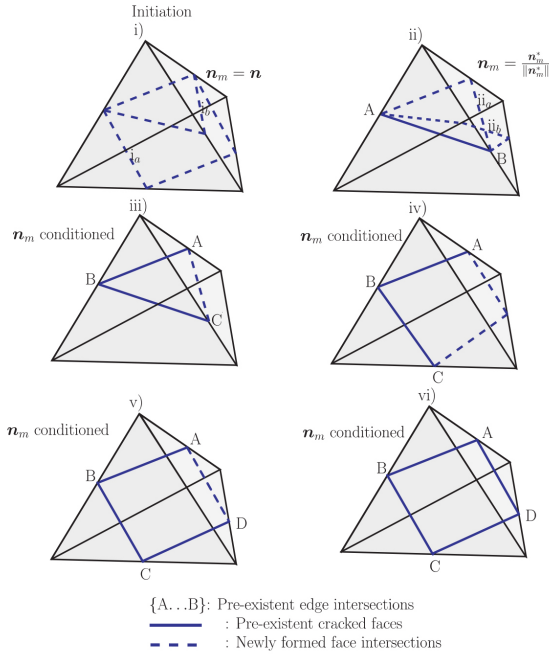 Initiation
i)
n_m = n
i_b
i_a
ii)
n_m = n*_m / ‖n*_m‖
ii_a
A
ii_b
B
iii)
n_m conditioned
A
B
C
iv)
n_m conditioned
A
B
C
v)
n_m conditioned
A
B
D
C
vi)
n_m conditioned
A
B
D
C
{A...B}: Pre-existent edge intersections
: Pre-existent cracked faces
: Newly formed face intersections